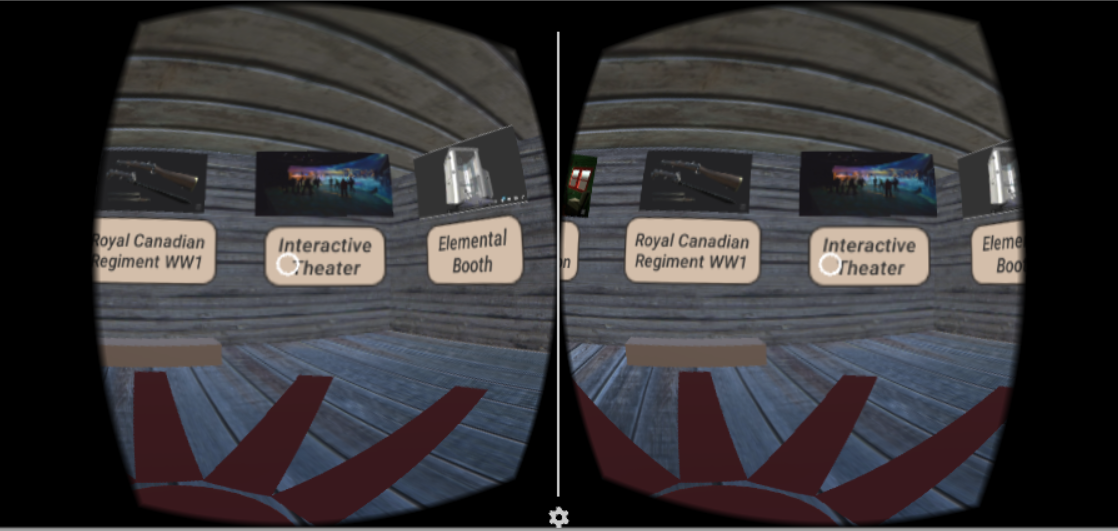 Royal Canadian
Regiment WW1
Interactive
Theater
Elemental
Booth
Royal Canadian
Regiment WW1
Interactive
Theater